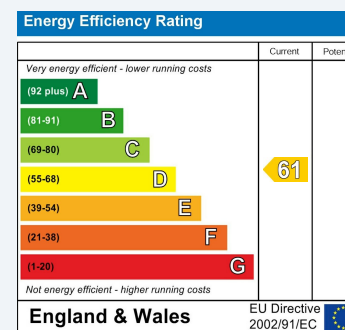 Energy Efficiency Rating
Current Poten
Very energy efficient - lower running costs
(92 plus) A
(81-91) B
(69-80) C
(55-68) D
61
(39-54) E
(21-38) F
(1-20) G
Not energy efficient - higher running costs
England & Wales
EU Directive
2002/91/EC